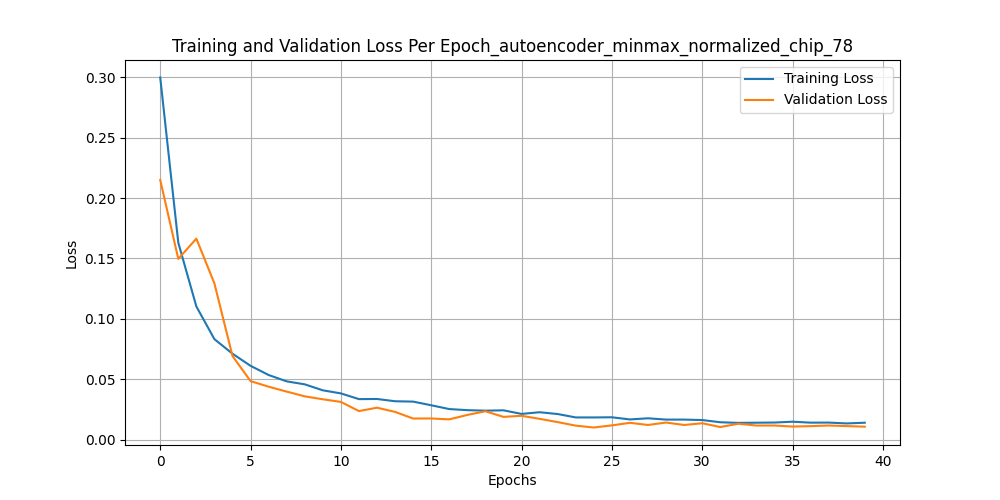 Training and Validation Loss Per Epoch_autoencoder_minmax_normalized_chip_78
Training Loss
Validation Loss
0.30
0.25
0.20
0.15
0.10
0.05
0.00
Loss
0 5 10 15 20 25 30 35 40
Epochs